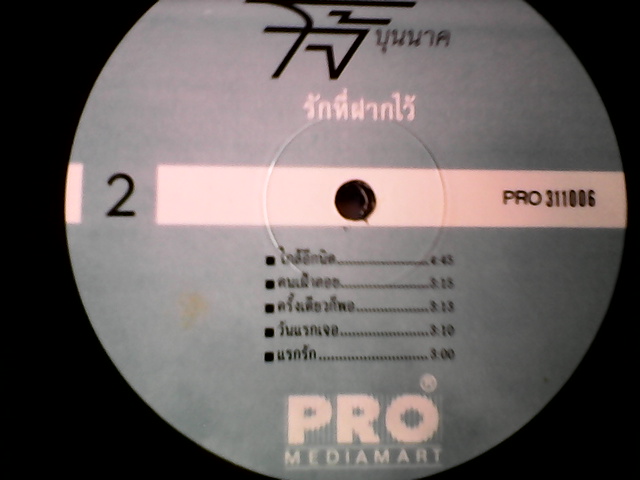 วิจ้ บุนนาค
รักที่ฝากไว้
2
PRO 311006
■ ใกล้อีกนิด 4:45
■ คนเฝ้าคอย 3:15
■ ครั้งเดียวก็พอ 3:13
■ วันแรกเจอ 3:10
■ แรกรัก 3:00
PRO®
MEDIAMART